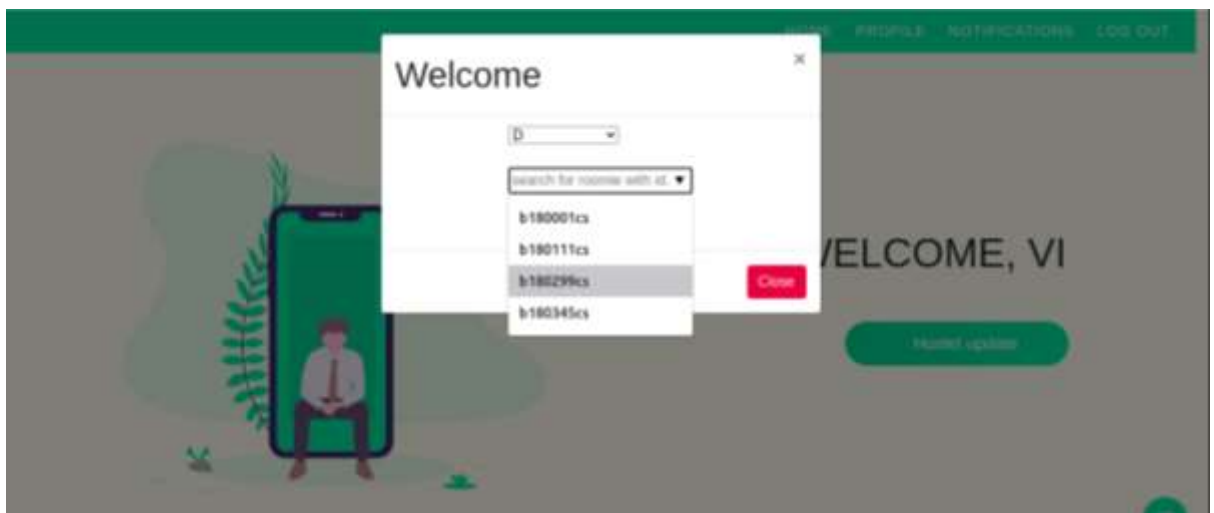 HOME PROFILE NOTIFICATIONS LOG OUT
Welcome
×
D
search for roomie with id.
b180001cs
b180111cs
b180299cs
b180345cs
Close
WELCOME, VI
Hostel update